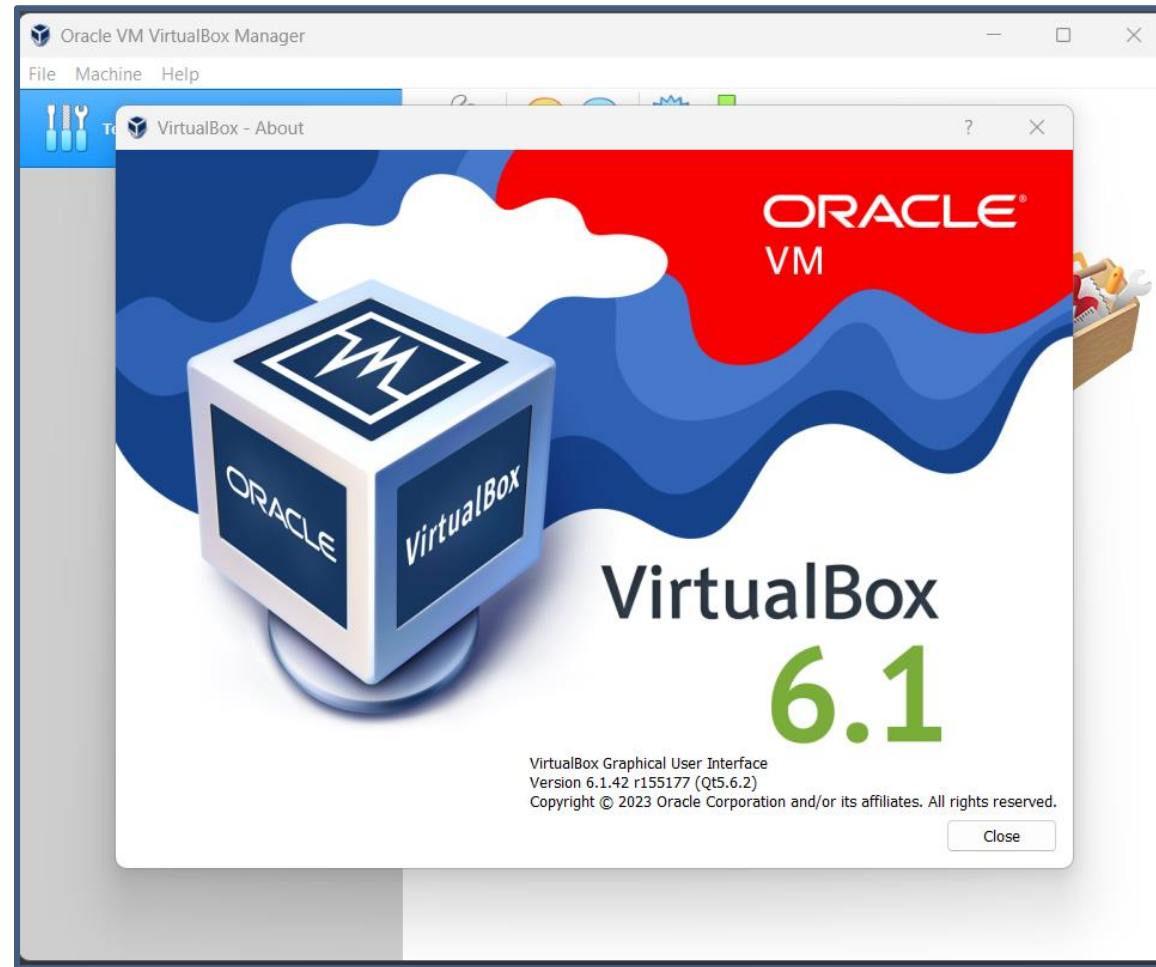 Oracle VM VirtualBox Manager
File Machine Help
VirtualBox - About
?
ORACLE®
VM
ORACLE
VirtualBox
VirtualBox
6.1
VirtualBox Graphical User Interface
Version 6.1.42 r155177 (Qt5.6.2)
Copyright © 2023 Oracle Corporation and/or its affiliates. All rights reserved.
Close